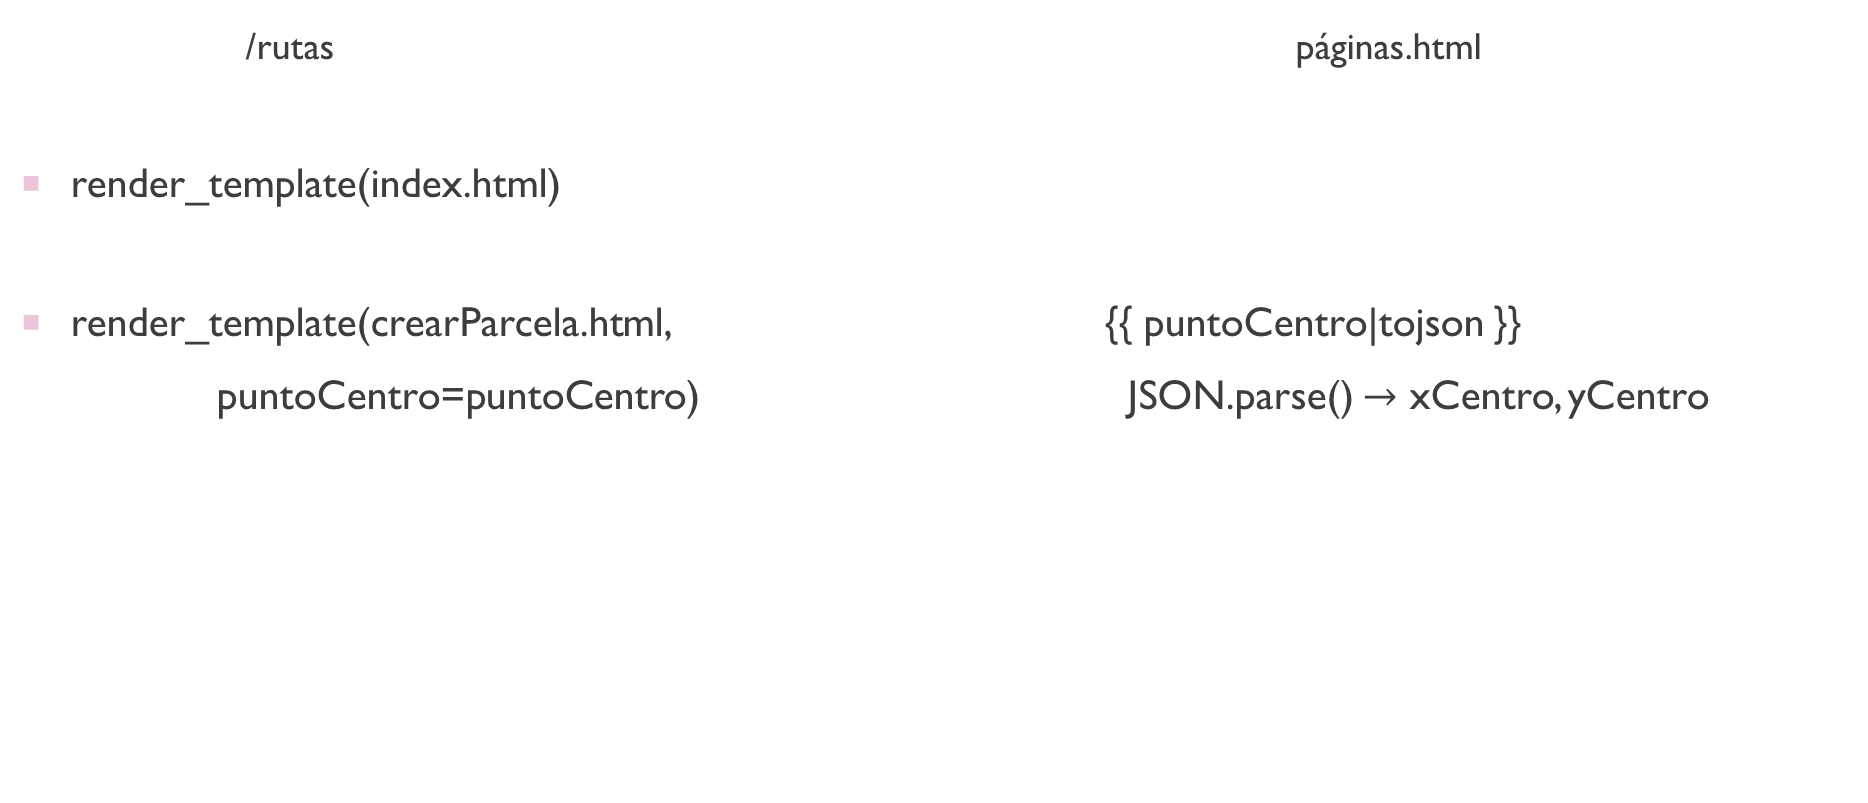 /rutas
páginas.html
render_template(index.html)
render_template(crearParcela.html,
puntoCentro=puntoCentro)
{{ puntoCentro|tojson }}
JSON.parse() → xCentro, yCentro